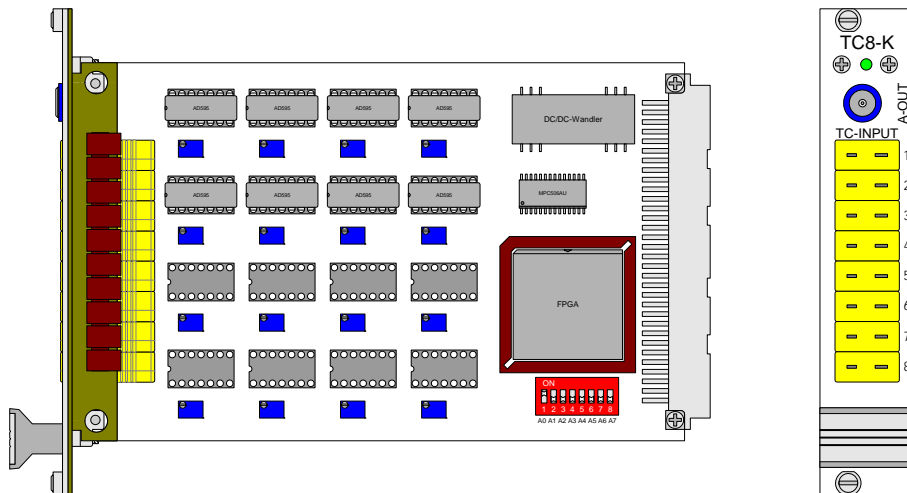 TC8-K
A-OUT
TC-INPUT
1
2
3
4
5
6
7
8
AD595 AD595 AD595 AD595
DC/DC-Wandler
AD595 AD595 AD595 AD595
MPC506AU
FPGA
ON
1 2 3 4 5 6 7 8
A0 A1 A2 A3 A4 A5 A6 A7